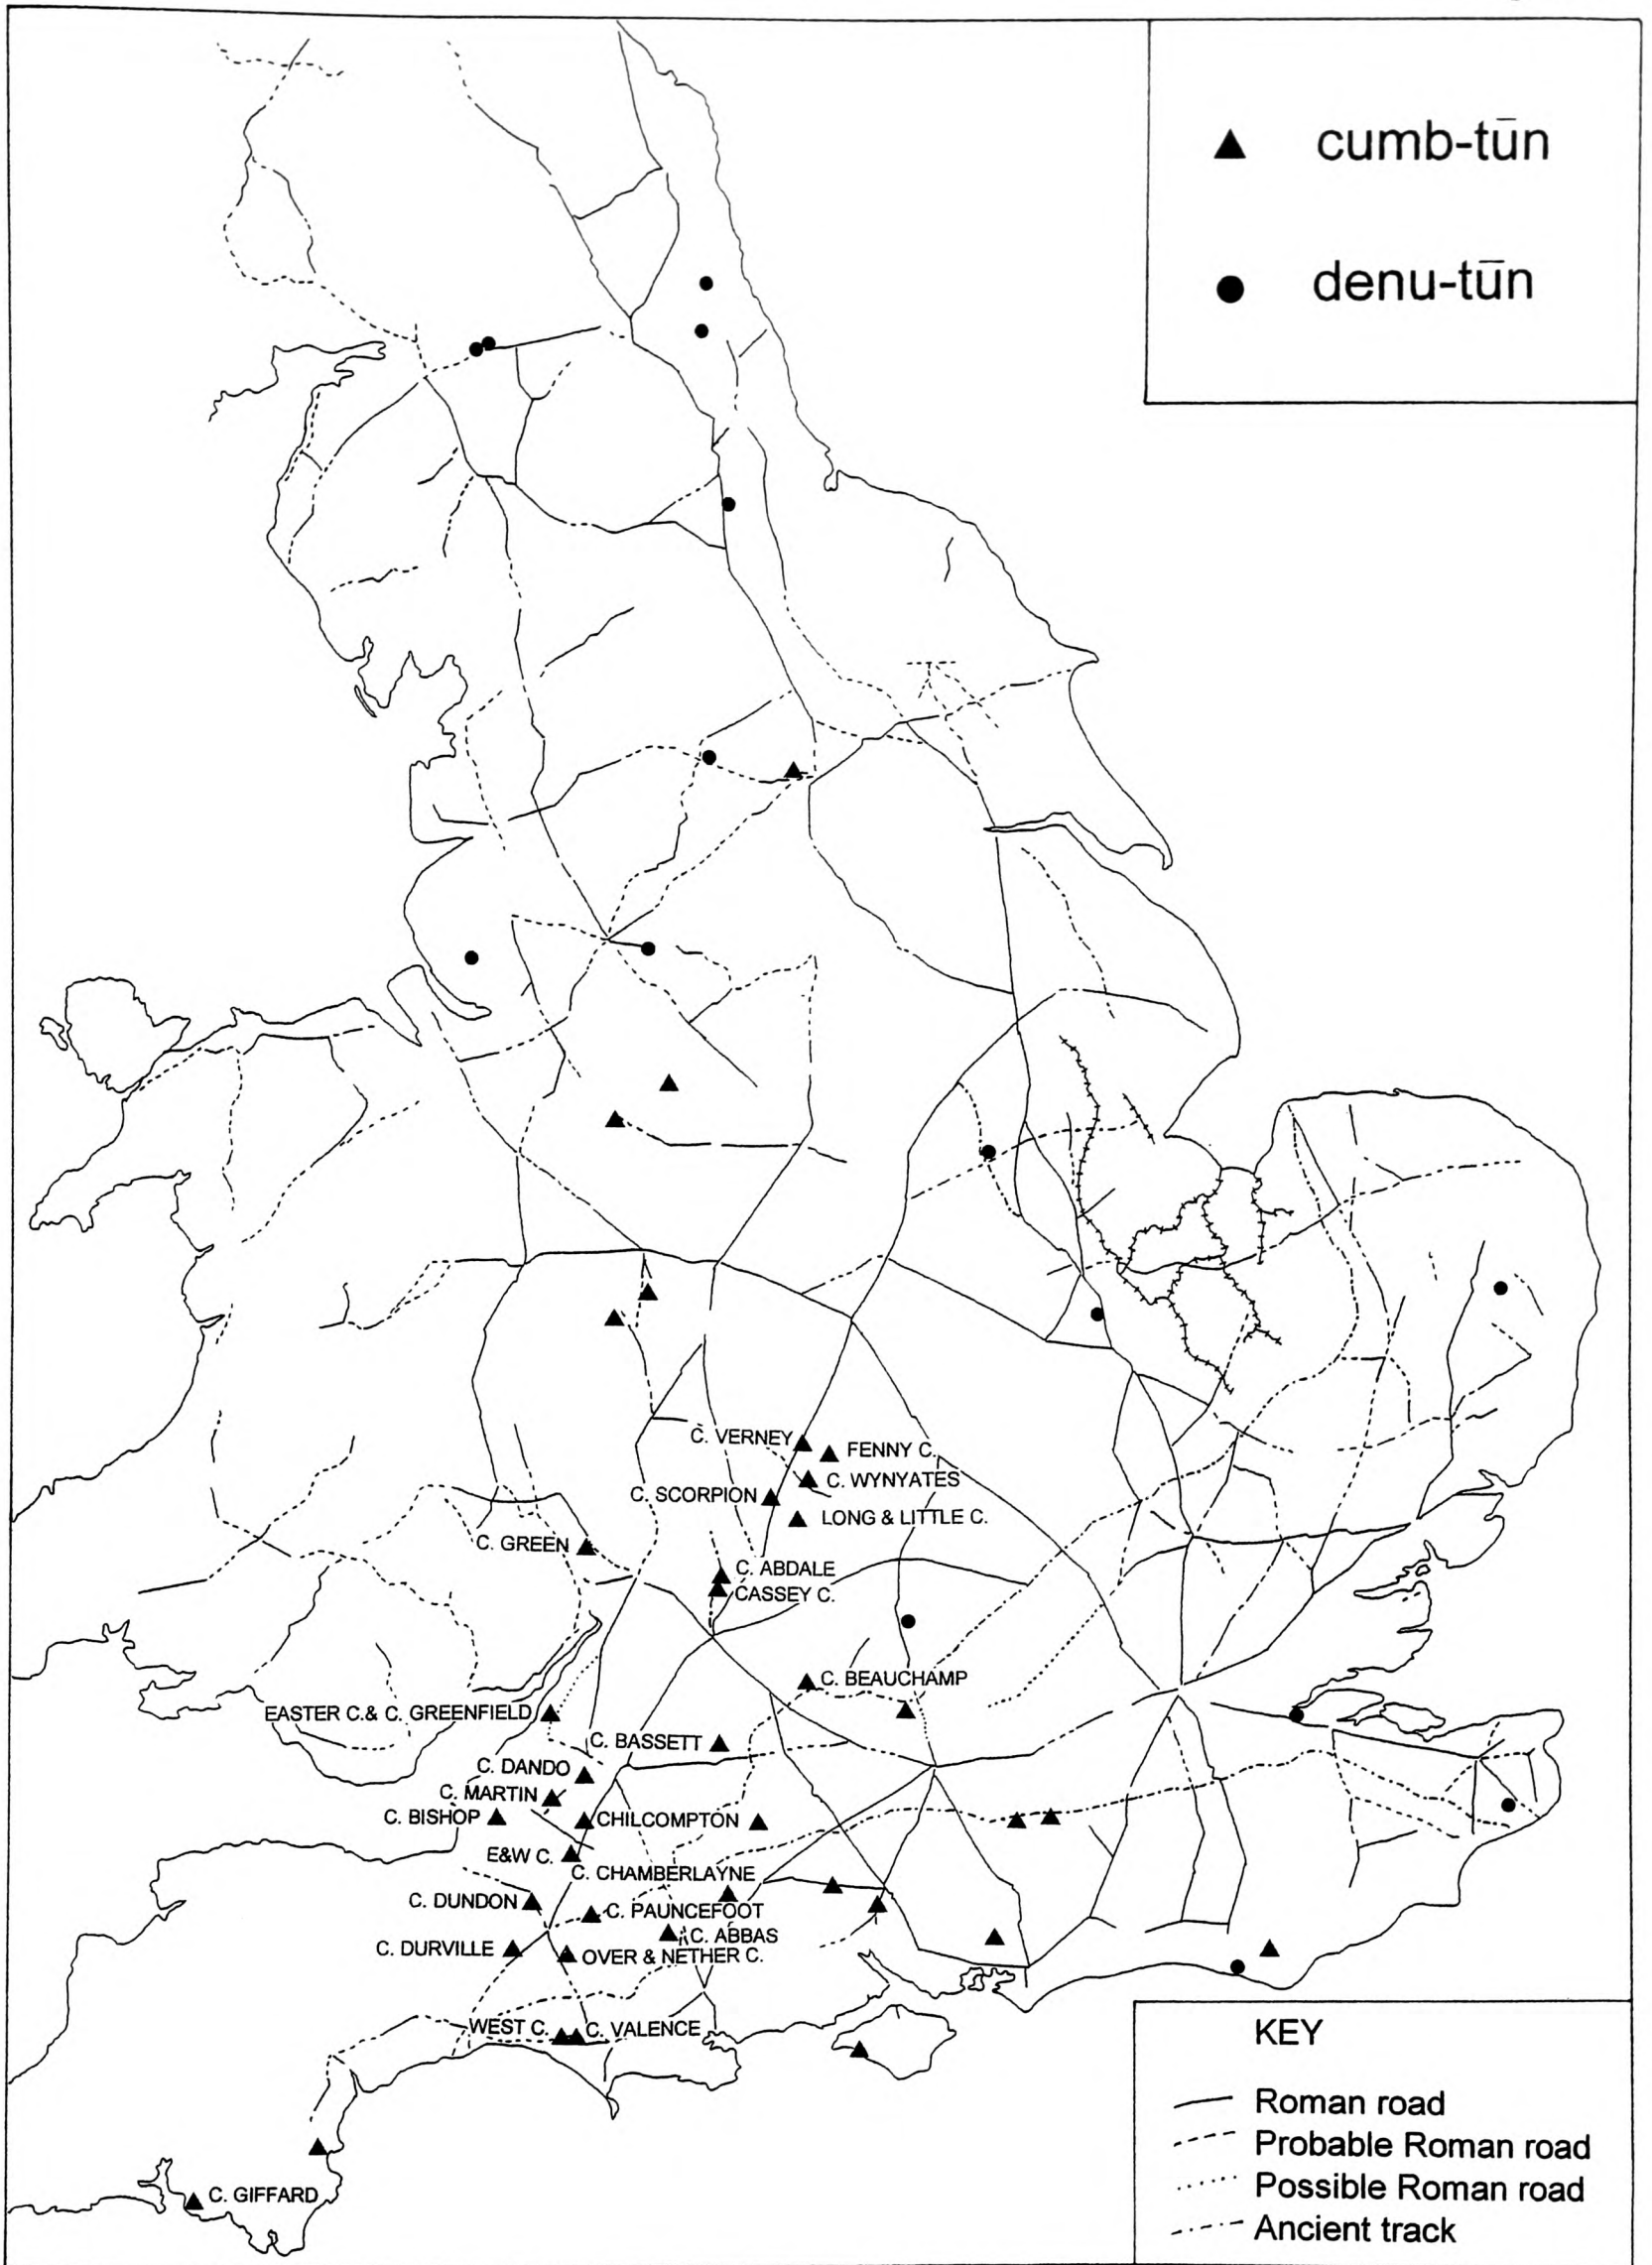 cumb-tūn
denu-tūn
C. VERNEY
FENNY C.
C. WYNYATES
C. SCORPION
LONG & LITTLE C.
C. GREEN
C. ABDALE
CASSEY C.
C. BEAUCHAMP
EASTER C.& C. GREENFIELD
C. BASSETT
C. DANDO
C. MARTIN
C. BISHOP
CHILCOMPTON
E&W C.
C. CHAMBERLAYNE
C. DUNDON
C. PAUNCEFOOT
C. ABBAS
C. DURVILLE
OVER & NETHER C.
WEST C.
C. VALENCE
C. GIFFARD
KEY
Roman road
Probable Roman road
Possible Roman road
Ancient track